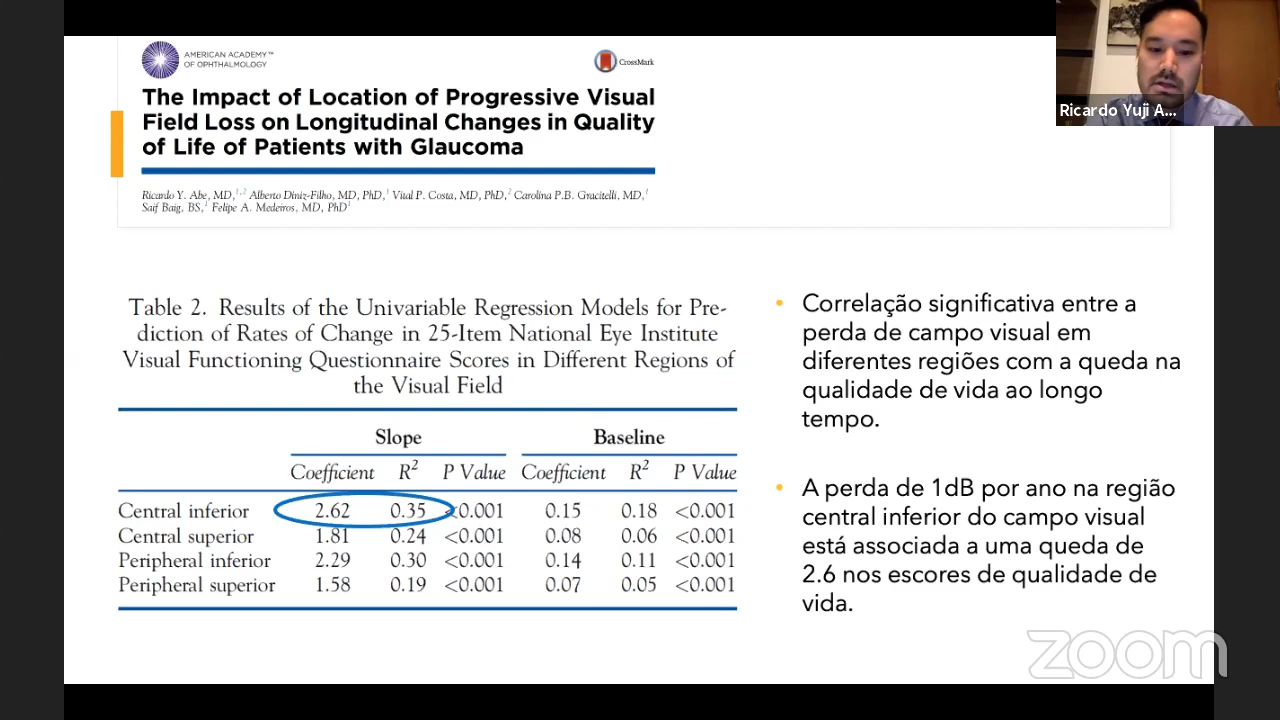 AMERICAN ACADEMY™
OF OPHTHALMOLOGY
CrossMark
The Impact of Location of Progressive Visual
Field Loss on Longitudinal Changes in Quality
of Life of Patients with Glaucoma
Ricardo Y. Abe, MD,1,2 Alberto Diniz-Filho, MD, PhD,1 Vital P. Costa, MD, PhD,2 Carolina P.B. Gracitelli, MD,1
Saif Baig, BS,1 Felipe A. Medeiros, MD, PhD1
Ricardo Yuji A...
Table 2. Results of the Univariable Regression Models for Pre-
diction of Rates of Change in 25-Item National Eye Institute
Visual Functioning Questionnaire Scores in Different Regions of
the Visual Field
Slope Baseline
Coefficient R2 P Value Coefficient R2 P Value
Central inferior 2.62 0.35 <0.001 0.15 0.18 <0.001
Central superior 1.81 0.24 <0.001 0.08 0.06 <0.001
Peripheral inferior 2.29 0.30 <0.001 0.14 0.11 <0.001
Peripheral superior 1.58 0.19 <0.001 0.07 0.05 <0.001
• Correlação significativa entre a
perda de campo visual em
diferentes regiões com a queda na
qualidade de vida ao longo
tempo.
• A perda de 1dB por ano na região
central inferior do campo visual
está associada a uma queda de
2.6 nos escores de qualidade de
vida.
zoom